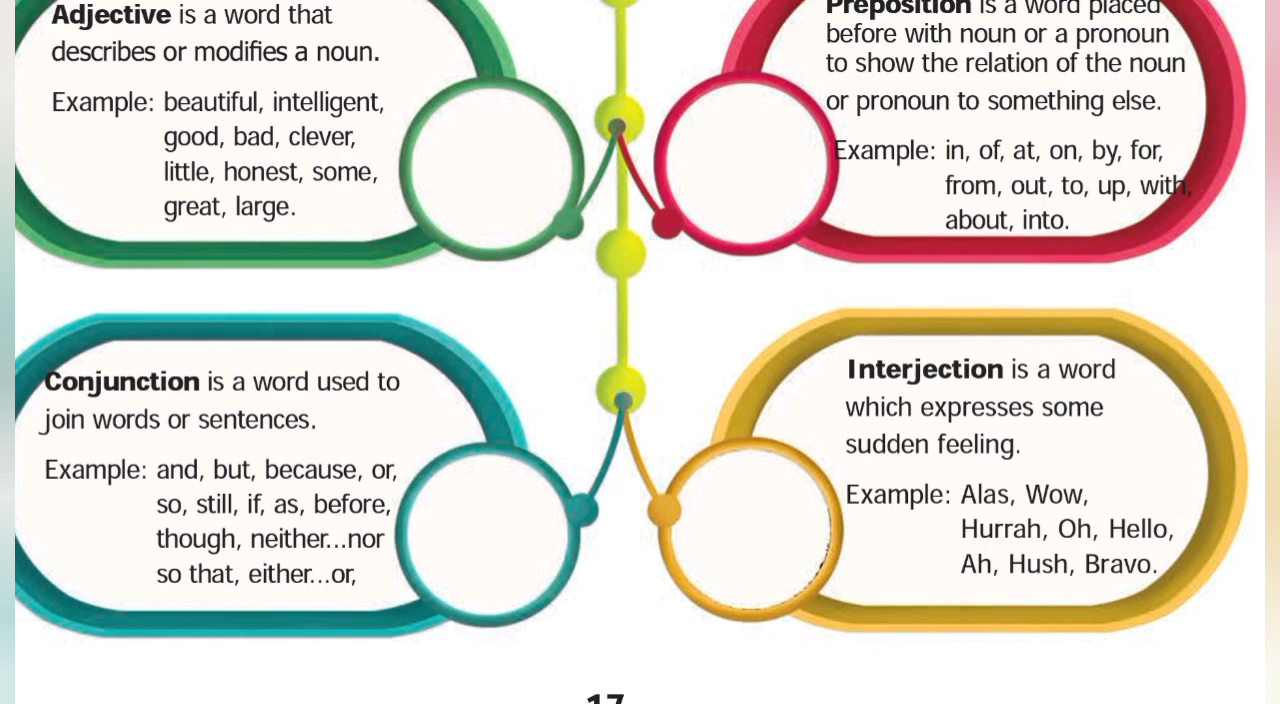 Adjective is a word that
describes or modifies a noun.
Example: beautiful, intelligent,
good, bad, clever,
little, honest, some,
great, large.
Preposition is a word placed
before with noun or a pronoun
to show the relation of the noun
or pronoun to something else.
Example: in, of, at, on, by, for,
from, out, to, up, with,
about, into.
Conjunction is a word used to
join words or sentences.
Example: and, but, because, or,
so, still, if, as, before,
though, neither...nor
so that, either...or,
Interjection is a word
which expresses some
sudden feeling.
Example: Alas, Wow,
Hurrah, Oh, Hello,
Ah, Hush, Bravo.
17